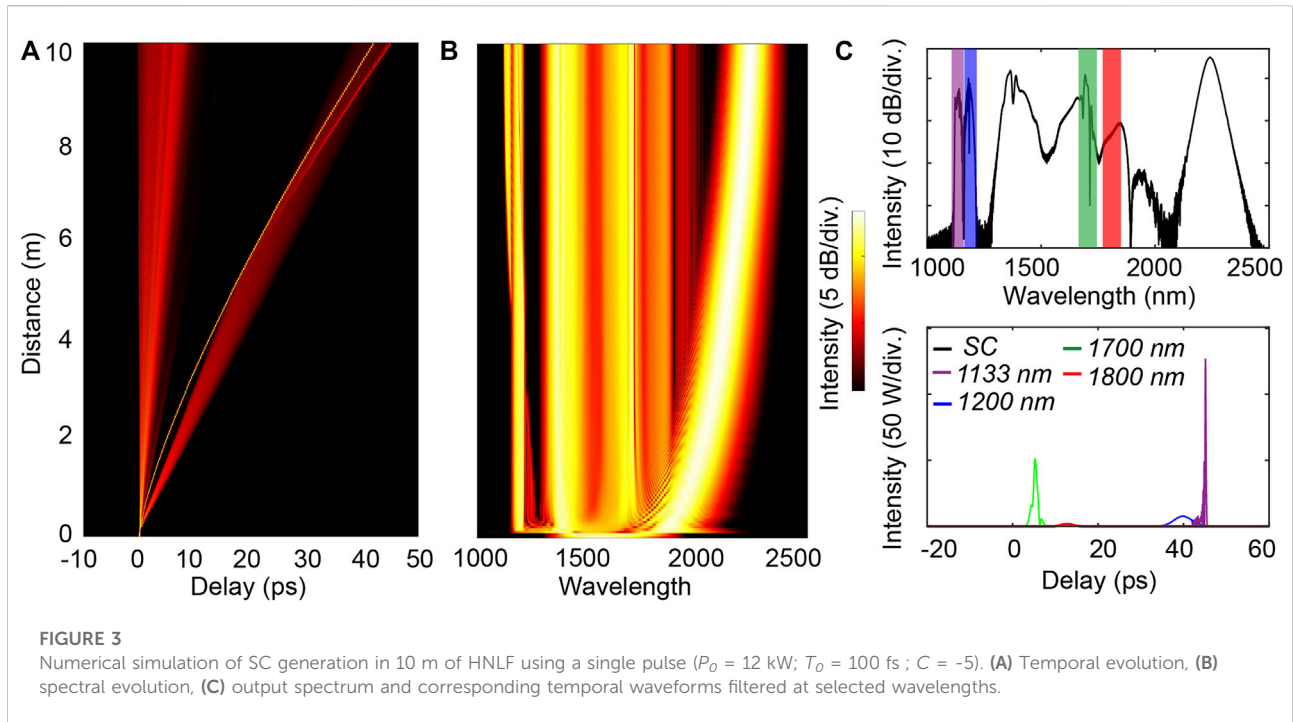 A
10
8
6
4
2
0
Distance (m)
-10 0 10 20 30 40 50
Delay (ps)
B
1000 1500 2000 2500
Wavelength
Intensity (5 dB/div.)
C
Intensity (10 dB/div.)
1000 1500 2000 2500
Wavelength (nm)
Intensity (50 W/div.)
SC
1133 nm
1200 nm
1700 nm
1800 nm
-20 0 20 40 60
Delay (ps)
FIGURE 3
Numerical simulation of SC generation in 10 m of HNLF using a single pulse (P0 = 12 kW; T0 = 100 fs ; C = -5). (A) Temporal evolution, (B)
spectral evolution, (C) output spectrum and corresponding temporal waveforms filtered at selected wavelengths.